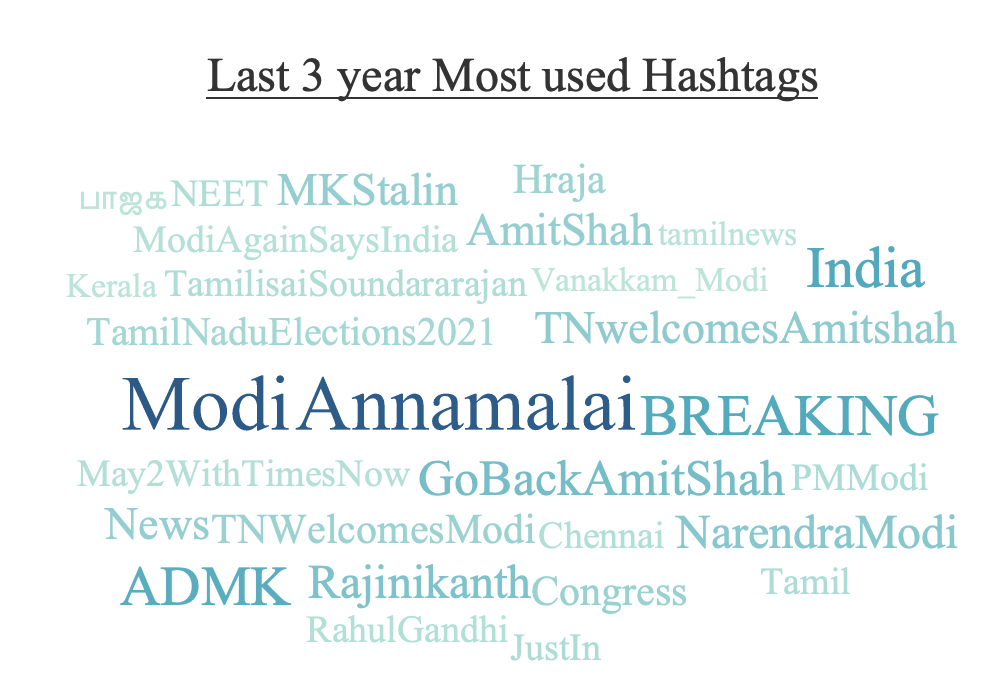 Last 3 year Most used Hashtags
பாஜக NEET MKStalin Hraja
ModiAgainSaysIndia AmitShah tamilnews
Kerala TamilisaiSoundararajan Vanakkam_Modi India
TamilNaduElections2021 TNwelcomesAmitshah
Modi Annamalai BREAKING
May2WithTimesNow GoBackAmitShah PMModi
News TNWelcomesModi Chennai NarendraModi
ADMK Rajinikanth Congress Tamil
RahulGandhi JustIn